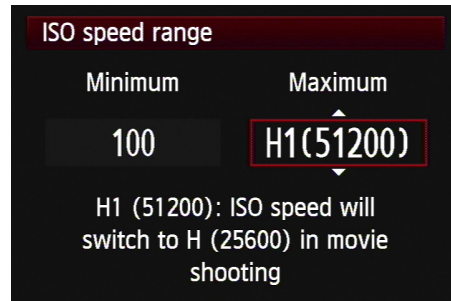 ISO speed range
Minimum Maximum
100 H1(51200)
H1 (51200): ISO speed will
switch to H (25600) in movie
shooting